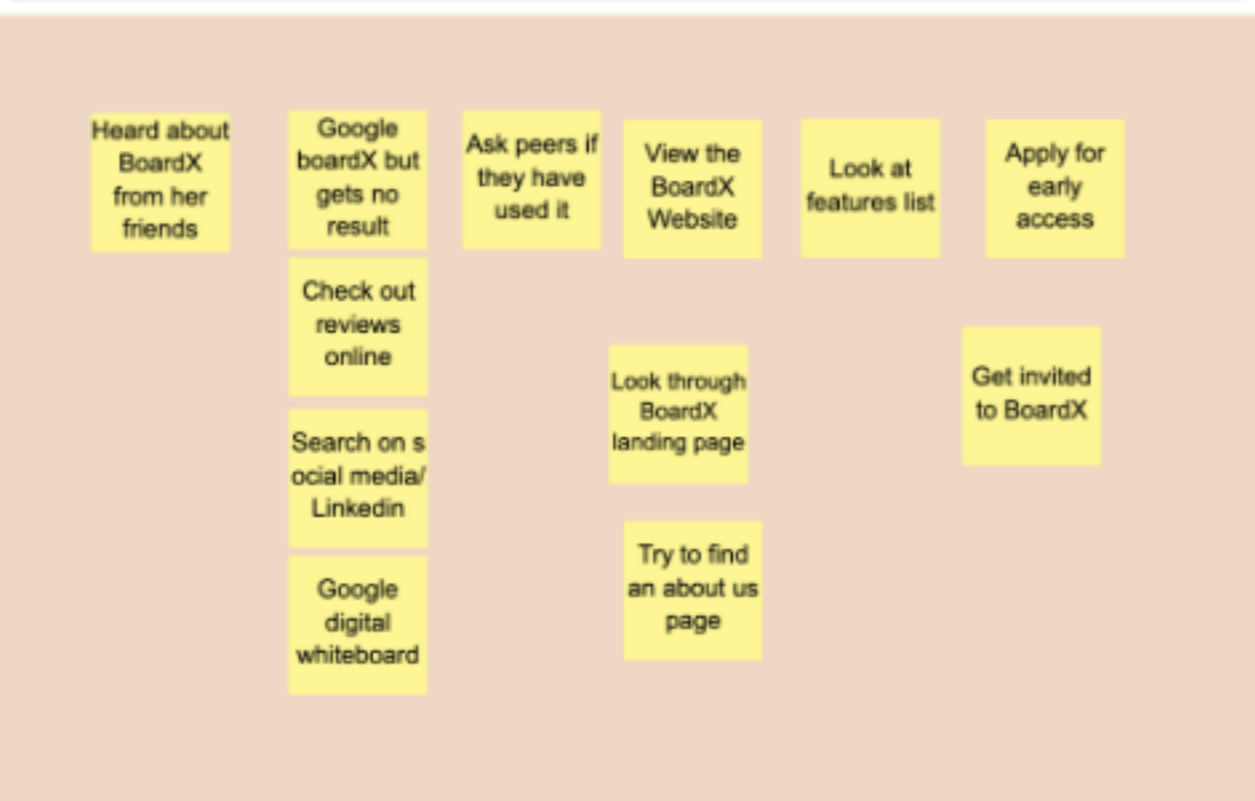 Heard about
BoardX
from her
friends
Google
boardX but
gets no
result
Check out
reviews
online
Search on s
ocial media/
Linkedin
Google
digital
whiteboard
Ask peers if
they have
used it
View the
BoardX
Website
Look through
BoardX
landing page
Try to find
an about us
page
Look at
features list
Apply for
early
access
Get invited
to BoardX